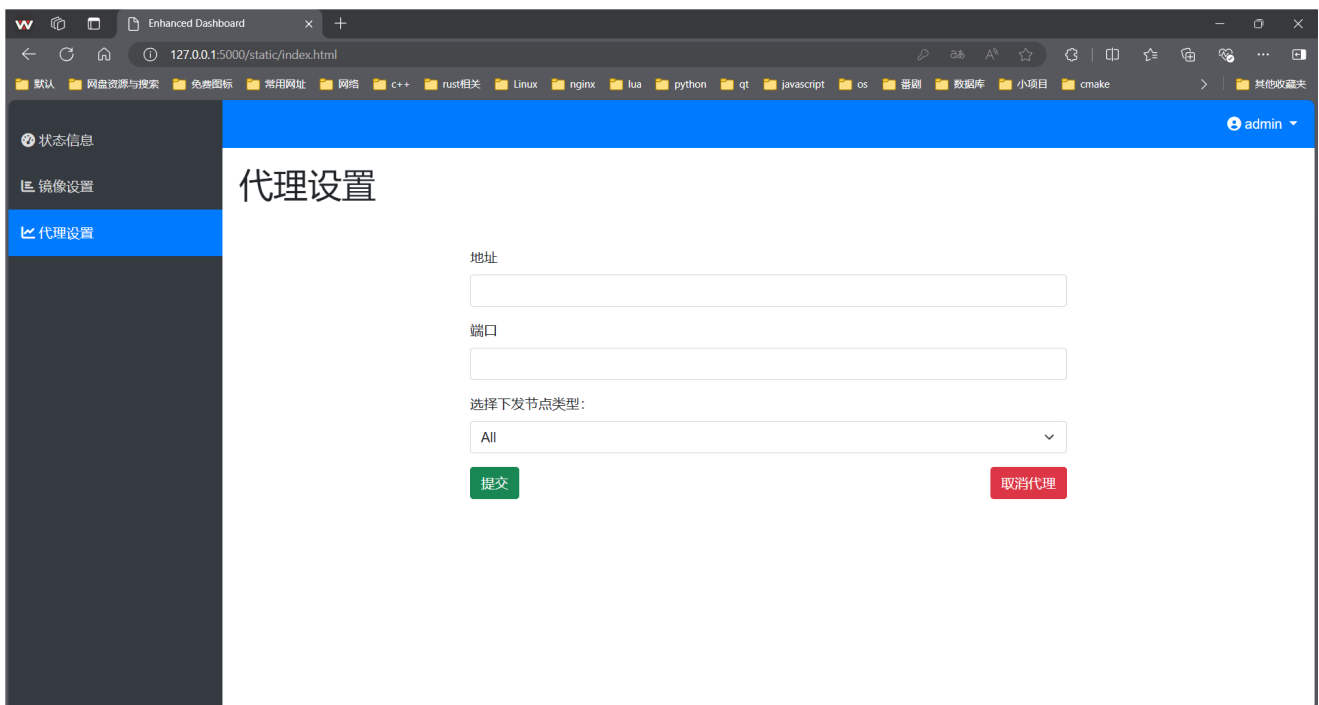 Enhanced Dashboard
127.0.0.1:5000/static/index.html
默认 网盘资源与搜索 免费图标 常用网址 网络 c++ rust相关 Linux nginx lua python qt javascript os 番剧 数据库 小项目 cmake 其他收藏夹
admin
状态信息
镜像设置
代理设置
代理设置
地址
端口
选择下发节点类型：
All
提交 取消代理